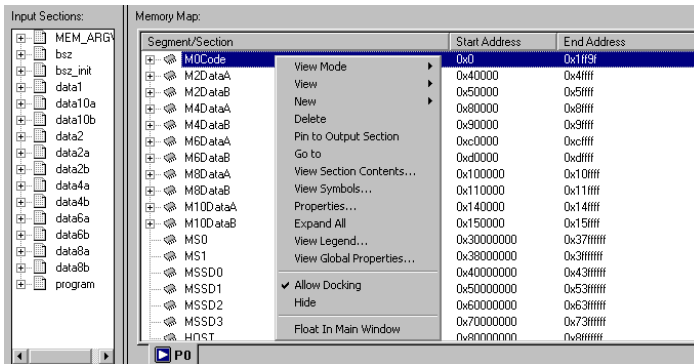 Input Sections:
MEM_ARGV
bsz
bsz_init
data1
data10a
data10b
data2
data2a
data2b
data4a
data4b
data6a
data6b
data8a
data8b
program
Memory Map:
Segment/Section Start Address End Address
M0Code 0x0 0x1ff9f
M2DataA 0x40000 0x4ffff
M2DataB 0x50000 0x5ffff
M4DataA 0x80000 0x8ffff
M4DataB 0x90000 0x9ffff
M6DataA 0xc0000 0xcffff
M6DataB 0xd0000 0xdffff
M8DataA 0x100000 0x10ffff
M8DataB 0x110000 0x11ffff
M10DataA 0x140000 0x14ffff
M10DataB 0x150000 0x15ffff
MS0 0x30000000 0x37ffffff
MS1 0x38000000 0x3fffffff
MSSD0 0x40000000 0x43ffffff
MSSD1 0x50000000 0x53ffffff
MSSD2 0x60000000 0x63ffffff
MSSD3 0x70000000 0x73ffffff
HOST 0x80000000 0x8fffffff
View Mode
View
New
Delete
Pin to Output Section
Go to
View Section Contents...
View Symbols...
Properties...
Expand All
View Legend...
View Global Properties...
Allow Docking
Hide
Float In Main Window
P0